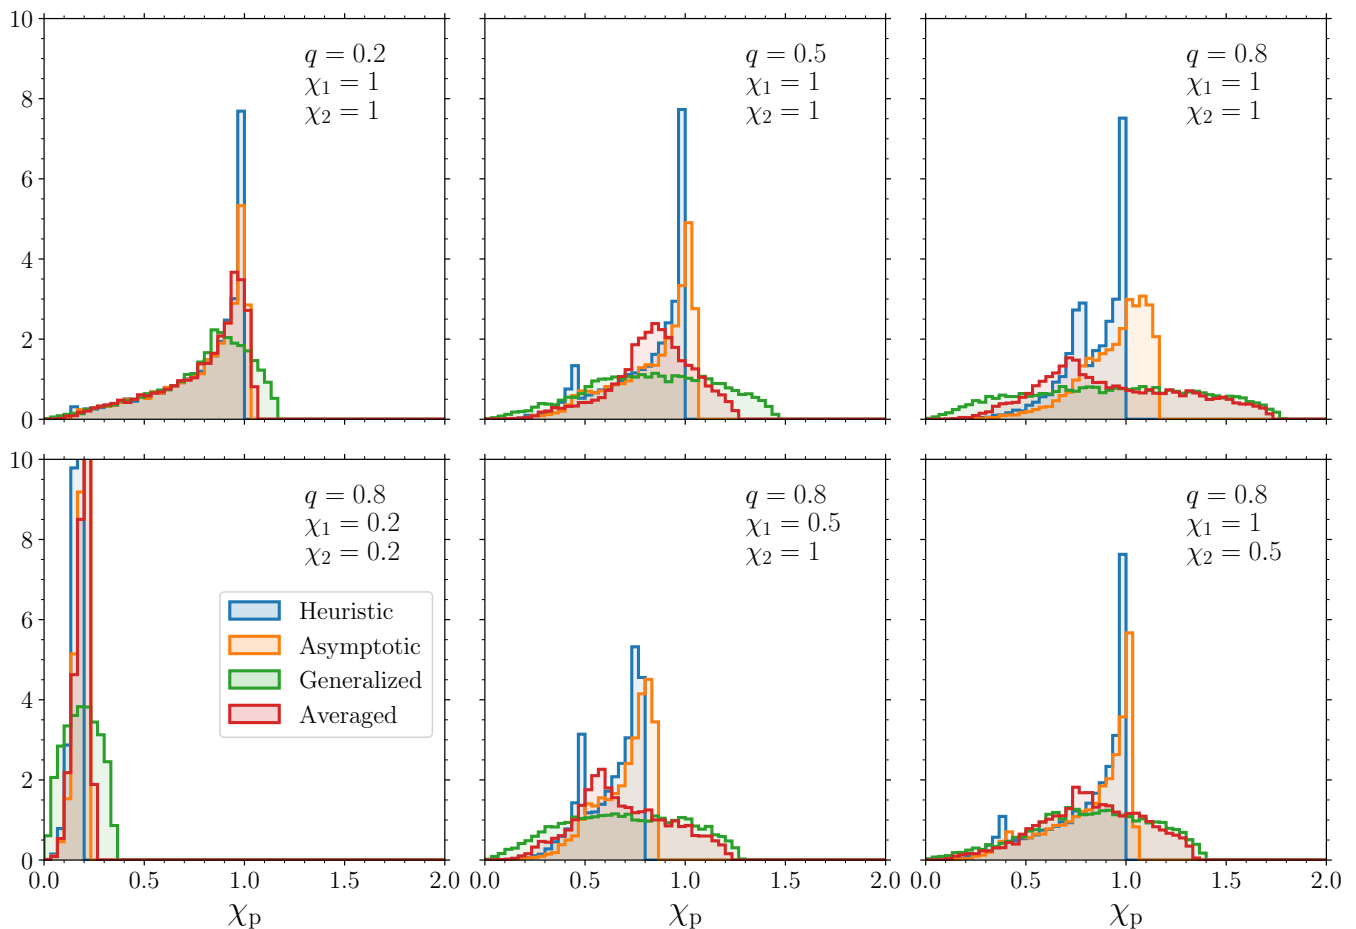 10
8
6
4
2
0
q = 0.2
χ₁ = 1
χ₂ = 1
q = 0.5
χ₁ = 1
χ₂ = 1
q = 0.8
χ₁ = 1
χ₂ = 1
10
8
6
4
2
0
q = 0.8
χ₁ = 0.2
χ₂ = 0.2
Heuristic
Asymptotic
Generalized
Averaged
q = 0.8
χ₁ = 0.5
χ₂ = 1
q = 0.8
χ₁ = 1
χ₂ = 0.5
0.0 0.5 1.0 1.5 2.0
0.0 0.5 1.0 1.5 2.0
0.0 0.5 1.0 1.5 2.0
χₚ
χₚ
χₚ